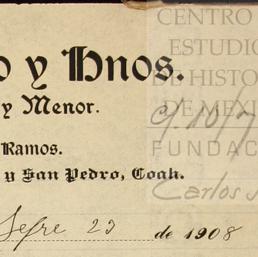 CENTRO
ESTUDIO
DE HISTO
DE MEXI
FUNDAC
o y Hnos.
y Menor.
Ramos.
y San Pedro, Coah.
Carlos
Sepre 23 de 1908